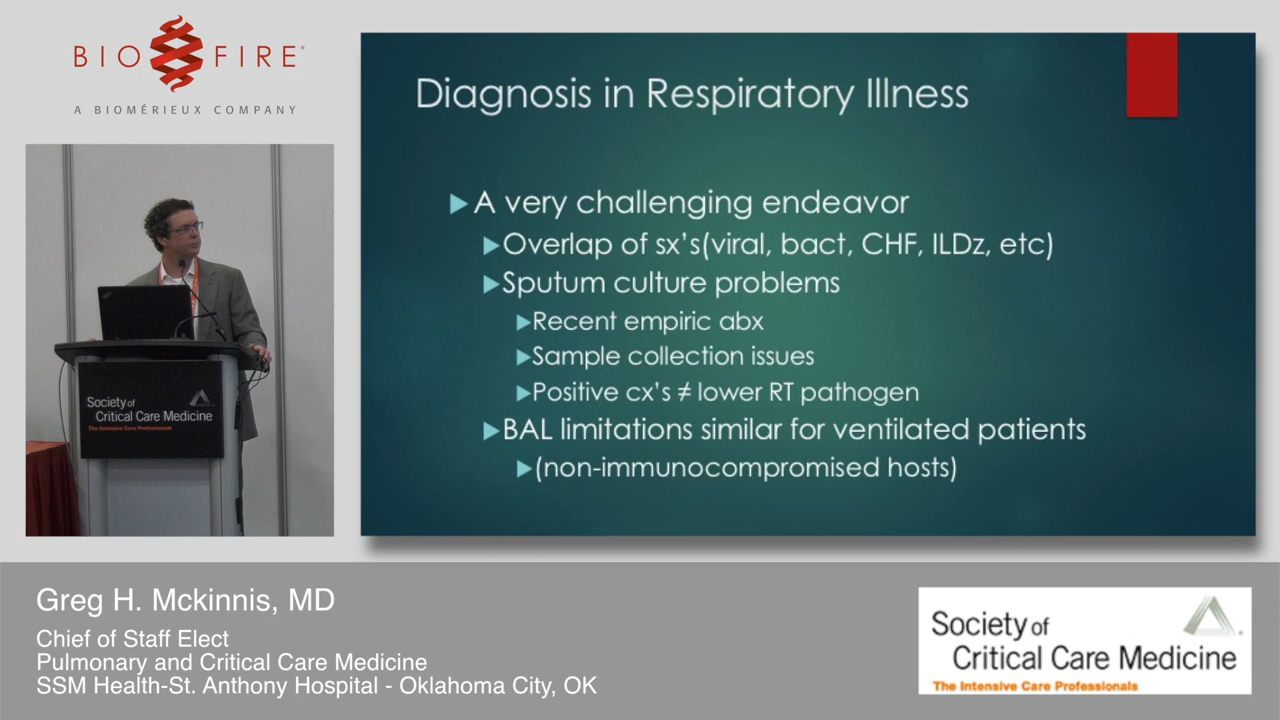 BIO FIRE®
A BIOMÉRIEUX COMPANY
Diagnosis in Respiratory Illness
A very challenging endeavor
Overlap of sx's(viral, bact, CHF, ILDz, etc)
Sputum culture problems
Recent empiric abx
Sample collection issues
Positive cx's ≠ lower RT pathogen
BAL limitations similar for ventilated patients
(non-immunocompromised hosts)
Society of
Critical Care Medicine
The Intensive Care Professionals
Greg H. Mckinnis, MD
Chief of Staff Elect
Pulmonary and Critical Care Medicine
SSM Health-St. Anthony Hospital - Oklahoma City, OK
Society of
Critical Care Medicine
The Intensive Care Professionals